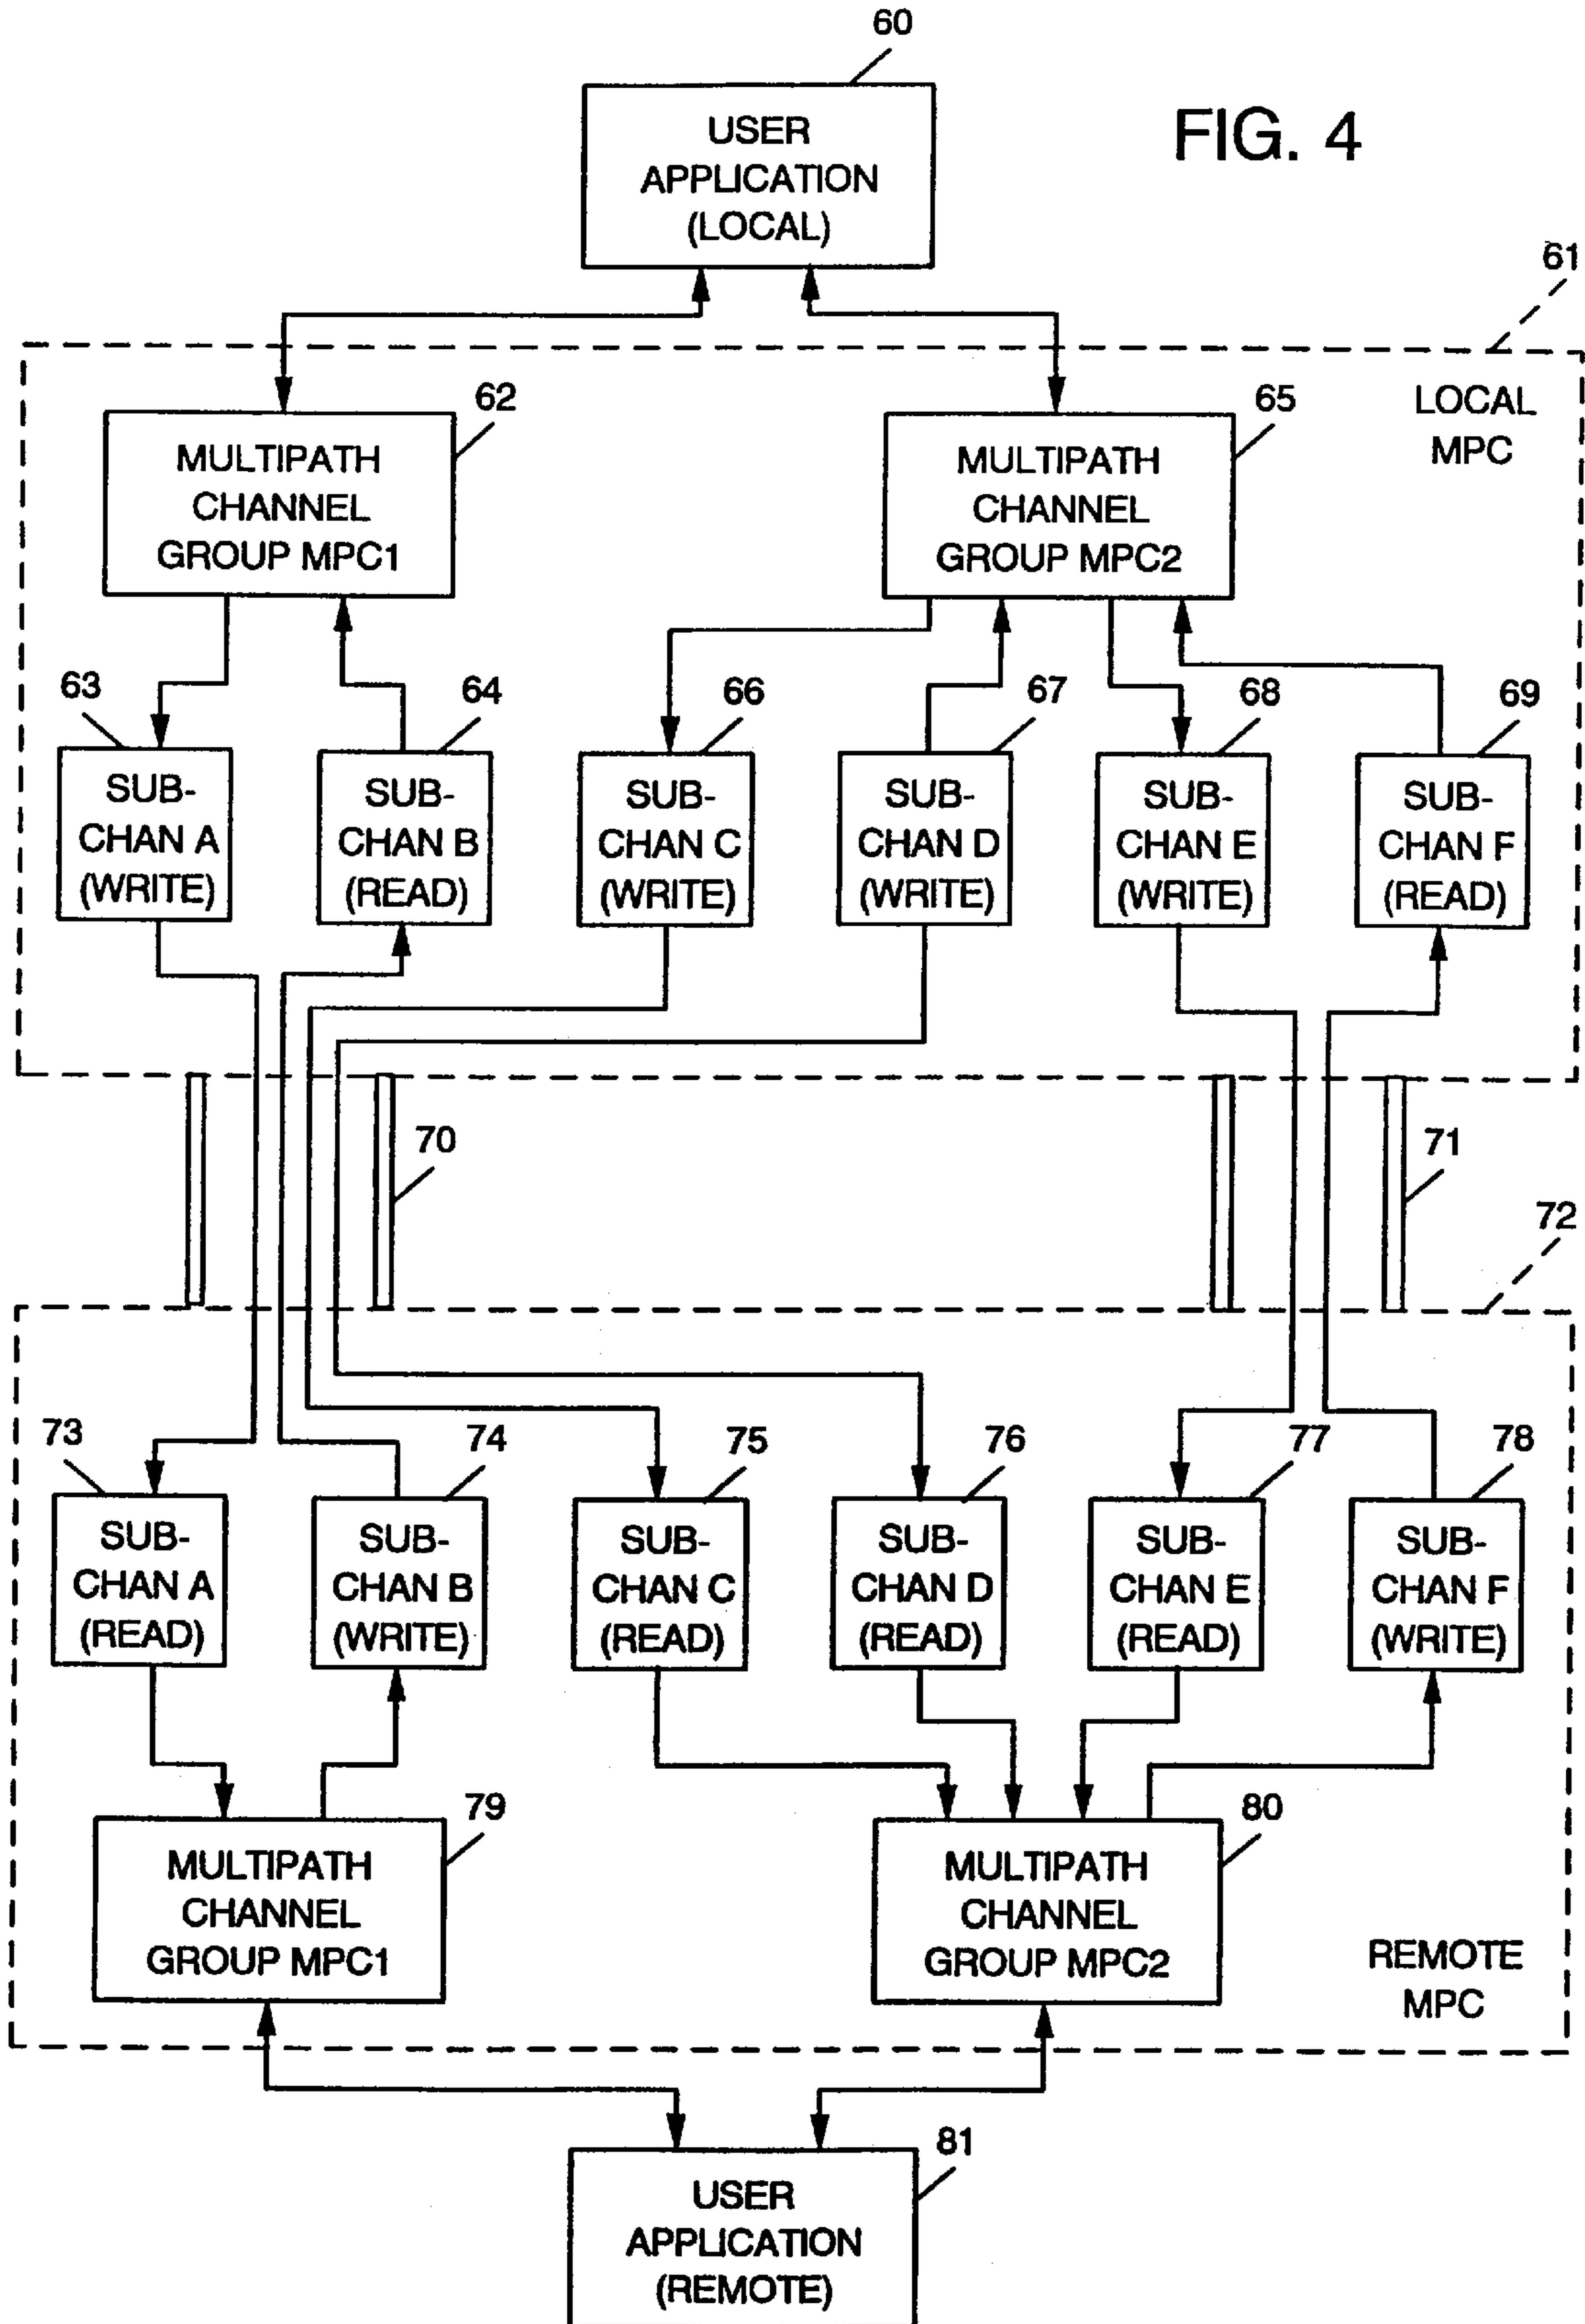 60
USER
APPLICATION
(LOCAL)
FIG. 4
61
LOCAL
MPC
62
MULTIPATH
CHANNEL
GROUP MPC1
65
MULTIPATH
CHANNEL
GROUP MPC2
63
SUB-
CHAN A
(WRITE)
64
SUB-
CHAN B
(READ)
66
SUB-
CHAN C
(WRITE)
67
SUB-
CHAN D
(WRITE)
68
SUB-
CHAN E
(WRITE)
69
SUB-
CHAN F
(READ)
70
71
72
73
SUB-
CHAN A
(READ)
74
SUB-
CHAN B
(WRITE)
75
SUB-
CHAN C
(READ)
76
SUB-
CHAN D
(READ)
77
SUB-
CHAN E
(READ)
78
SUB-
CHAN F
(WRITE)
79
MULTIPATH
CHANNEL
GROUP MPC1
80
MULTIPATH
CHANNEL
GROUP MPC2
REMOTE
MPC
81
USER
APPLICATION
(REMOTE)